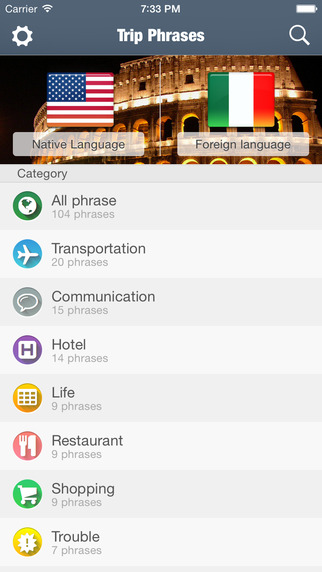 Carrier 7:33 PM
Trip Phrases
Native Language Foreign language
Category
All phrase
104 phrases
Transportation
20 phrases
Communication
15 phrases
Hotel
14 phrases
Life
9 phrases
Restaurant
9 phrases
Shopping
9 phrases
Trouble
7 phrases